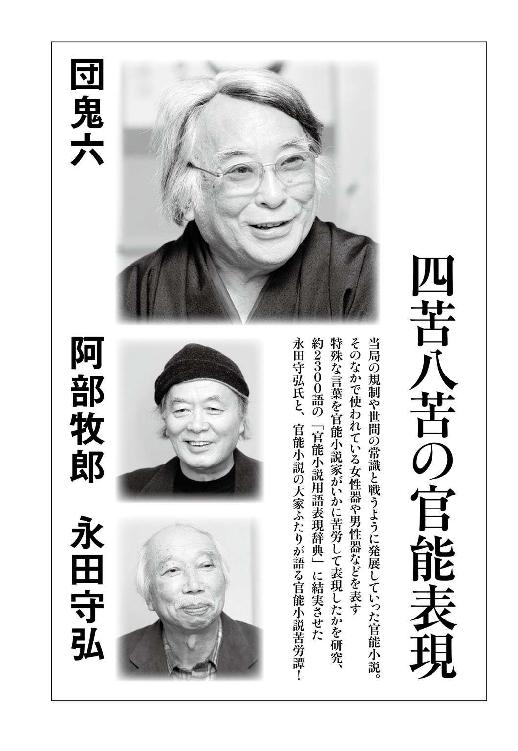 四苦八苦の官能表現
当局の規制や世間の常識と戦うように発展していった官能小説。
そのなかで使われている女性器や男性器などを表す
特殊な言葉を官能小説家がいかに苦労して表現したかを研究、
約2300語の「官能小説用語表現辞典」に結実させた
永田守弘氏と、官能小説の大家ふたりが語る官能小説苦労譚！
団鬼六
阿部牧郎
永田守弘